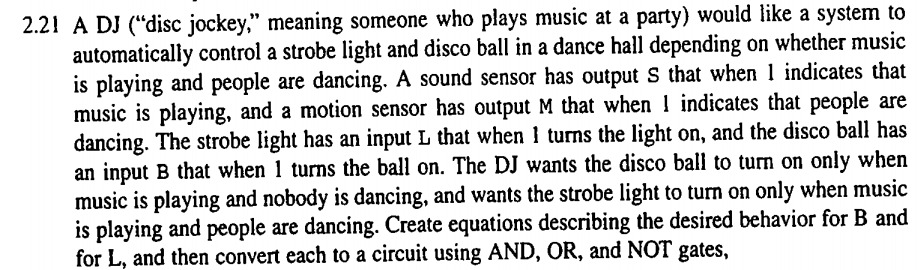 2.21 A DJ (“disc jockey,” meaning someone who plays music at a party) would like a system to
automatically control a strobe light and disco ball in a dance hall depending on whether music
is playing and people are dancing. A sound sensor has output S that when 1 indicates that
music is playing, and a motion sensor has output M that when 1 indicates that people are
dancing. The strobe light has an input L that when 1 turns the light on, and the disco ball has
an input B that when 1 turns the ball on. The DJ wants the disco ball to turn on only when
music is playing and nobody is dancing, and wants the strobe light to turn on only when music
is playing and people are dancing. Create equations describing the desired behavior for B and
for L, and then convert each to a circuit using AND, OR, and NOT gates,